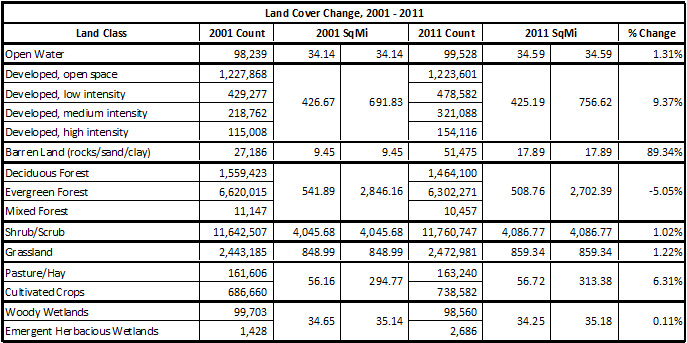 Land Cover Change, 2001 - 2011
Land Class 2001 Count 2001 SqMi 2011 Count 2011 SqMi % Change
Open Water 98,239 34.14 34.14 99,528 34.59 34.59 1.31%
Developed, open space 1,227,868 426.67 691.83 1,223,601 425.19 756.62 9.37%
Developed, low intensity 429,277 478,582
Developed, medium intensity 218,762 321,088
Developed, high intensity 115,008 154,116
Barren Land (rocks/sand/clay) 27,186 9.45 9.45 51,475 17.89 17.89 89.34%
Deciduous Forest 1,559,423 541.89 2,846.16 1,464,100 508.76 2,702.39 -5.05%
Evergreen Forest 6,620,015 6,302,271
Mixed Forest 11,147 10,457
Shrub/Scrub 11,642,507 4,045.68 4,045.68 11,760,747 4,086.77 4,086.77 1.02%
Grassland 2,443,185 848.99 848.99 2,472,981 859.34 859.34 1.22%
Pasture/Hay 161,606 56.16 294.77 163,240 56.72 313.38 6.31%
Cultivated Crops 686,660 738,582
Woody Wetlands 99,703 34.65 35.14 98,560 34.25 35.18 0.11%
Emergent Herbacious Wetlands 1,428 2,686